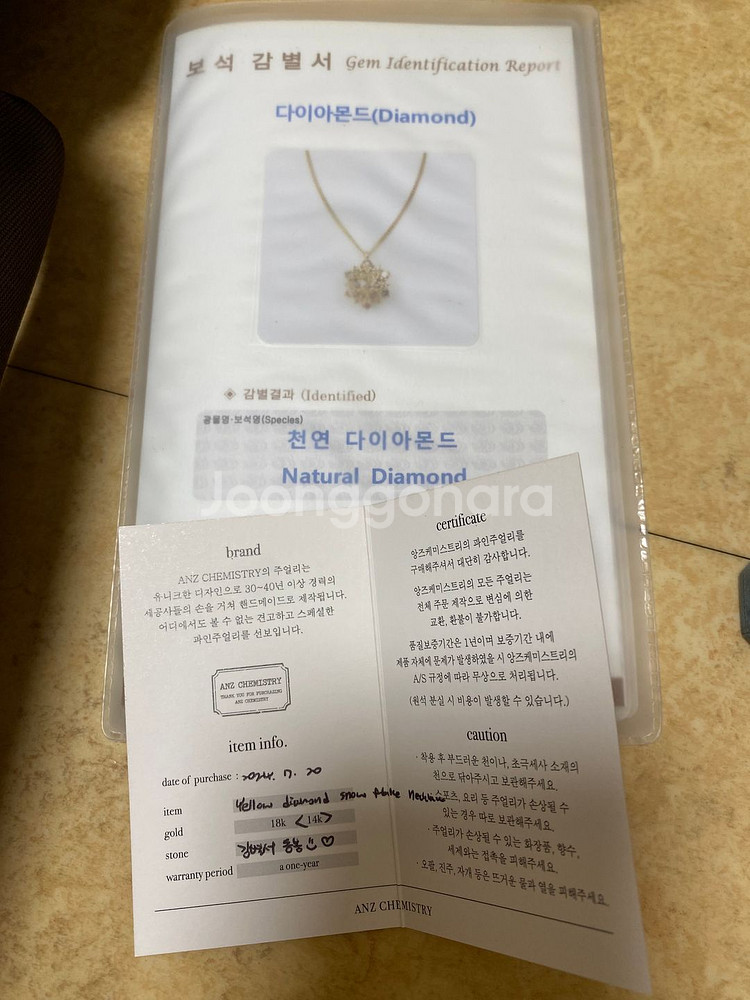 보석 감별서 Gem Identification Report
다이아몬드(Diamond)
◈ 감별결과 (Identified)
광물명·보석명(Species)
천연 다이아몬드
Natural Diamond
Joonggonara
brand
ANZ CHEMISTRY의 주얼리는
유니크한 디자인으로 30~40년 이상 경력의
세공사들의 손을 거쳐 핸드메이드로 제작됩니다.
어디에서도 볼 수 없는 견고하고 스페셜한
파인주얼리를 선보입니다.
ANZ CHEMISTRY
THANK YOU FOR PURCHASING
ANZ CHEMISTRY
item info.
date of purchase : 2024. 7. 20
item yellow diamond snow flake necklace
gold 18k <14k>
stone 감별서 동봉
warranty period a one-year
certificate
앙즈케미스트리의 파인주얼리를
구매해주셔서 대단히 감사합니다.
앙즈케미스트리의 모든 주얼리는
전체 주문 제작으로 변심에 의한
교환, 환불이 불가합니다.
품질보증기간은 1년이며 보증기간 내에
제품 자체에 문제가 발생하였을 시 앙즈케미스트리의
A/S 규정에 따라 무상으로 처리됩니다.
(원석 분실 시 비용이 발생할 수 있습니다.)
caution
· 착용 후 부드러운 천이나, 초극세사 소재의
천으로 닦아주시고 보관해주세요.
스포츠, 요리 등 주얼리가 손상될 수
있는 경우 따로 보관해주세요.
· 주얼리가 손상될 수 있는 화장품, 향수,
세제와는 접촉을 피해주세요.
· 오팔, 진주, 자개 등은 뜨거운 물과 열을 피해주세요.
ANZ CHEMISTRY